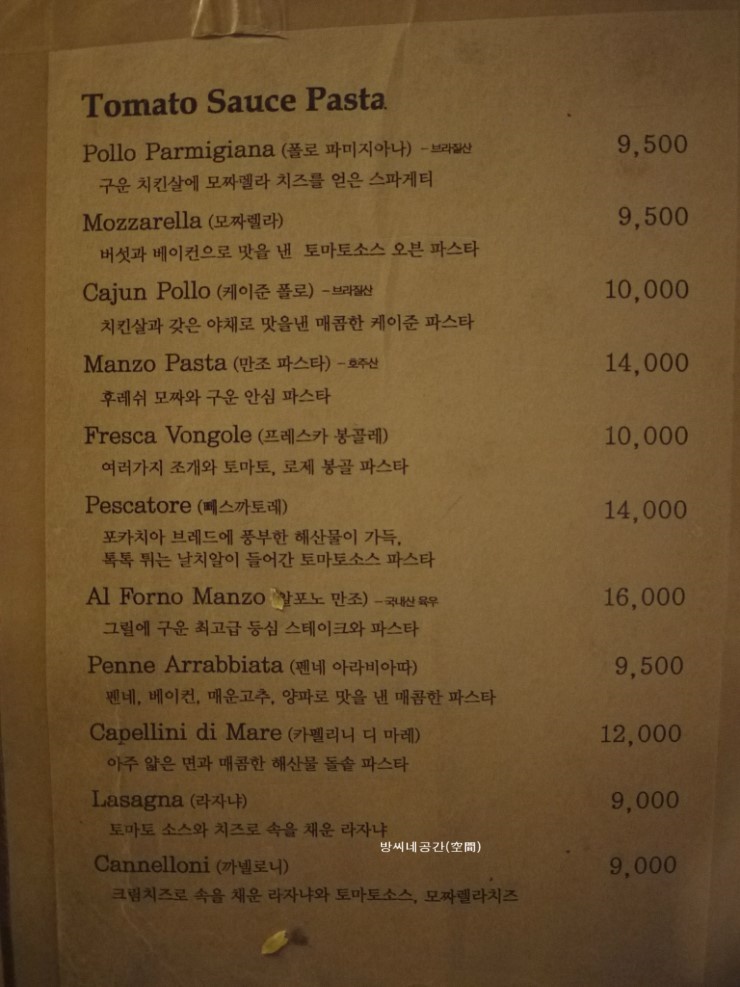 Tomato Sauce Pasta
Pollo Parmigiana (폴로 파미지아나) - 브라질산 9,500
구운 치킨살에 모짜렐라 치즈를 얻은 스파게티
Mozzarella (모짜렐라) 9,500
버섯과 베이컨으로 맛을 낸 토마토소스 오븐 파스타
Cajun Pollo (케이준 폴로) - 브라질산 10,000
치킨살과 갖은 야채로 맛을낸 매콤한 케이준 파스타
Manzo Pasta (만조 파스타) - 호주산 14,000
후레쉬 모짜와 구운 안심 파스타
Fresca Vongole (프레스카 봉골레) 10,000
여러가지 조개와 토마토, 로제 봉골 파스타
Pescatore (빼스까토레) 14,000
포카치아 브레드에 풍부한 해산물이 가득,
톡톡 튀는 날치알이 들어간 토마토소스 파스타
Al Forno Manzo 알포노 만조) - 국내산 육우 16,000
그릴에 구운 최고급 등심 스테이크와 파스타
Penne Arrabbiata (펜네 아라비아따) 9,500
펜네, 베이컨, 매운고추, 양파로 맛을 낸 매콤한 파스타
Capellini di Mare (카펠리니 디 마레) 12,000
아주 얇은 면과 매콤한 해산물 돌솥 파스타
Lasagna (라자냐) 9,000
토마토 소스와 치즈로 속을 채운 라자냐
방씨네공간(空間)
Cannelloni (까넬로니) 9,000
크림치즈로 속을 채운 라자냐와 토마토소스, 모짜렐라치즈